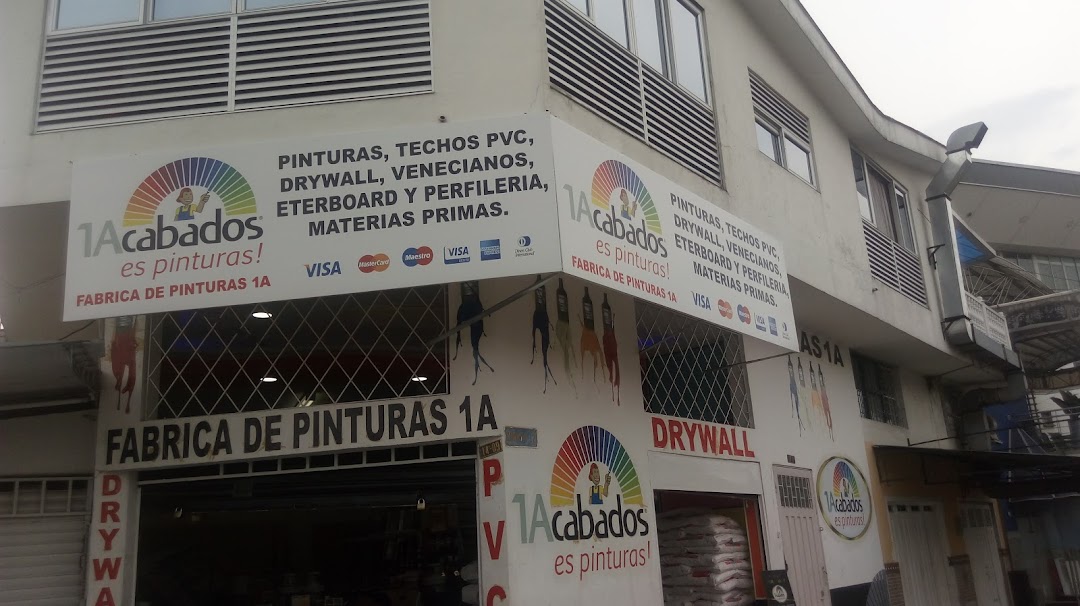 1Acabados
es pinturas!
FABRICA DE PINTURAS 1A
PINTURAS, TECHOS PVC,
DRYWALL, VENECIANOS,
ETERBOARD Y PERFILERIA,
MATERIAS PRIMAS.
VISA
MasterCard
Maestro
VISA
1Acabados
es pinturas!
FABRICA DE PINTURAS 1A
PINTURAS, TECHOS PVC,
DRYWALL, VENECIANOS,
ETERBOARD Y PERFILERIA,
MATERIAS PRIMAS.
VISA
FABRICA DE PINTURAS 1A
DRYWA
PVC
1Acabados
es pinturas!
DRYWALL
AS 1A
1Acabados
es pinturas!